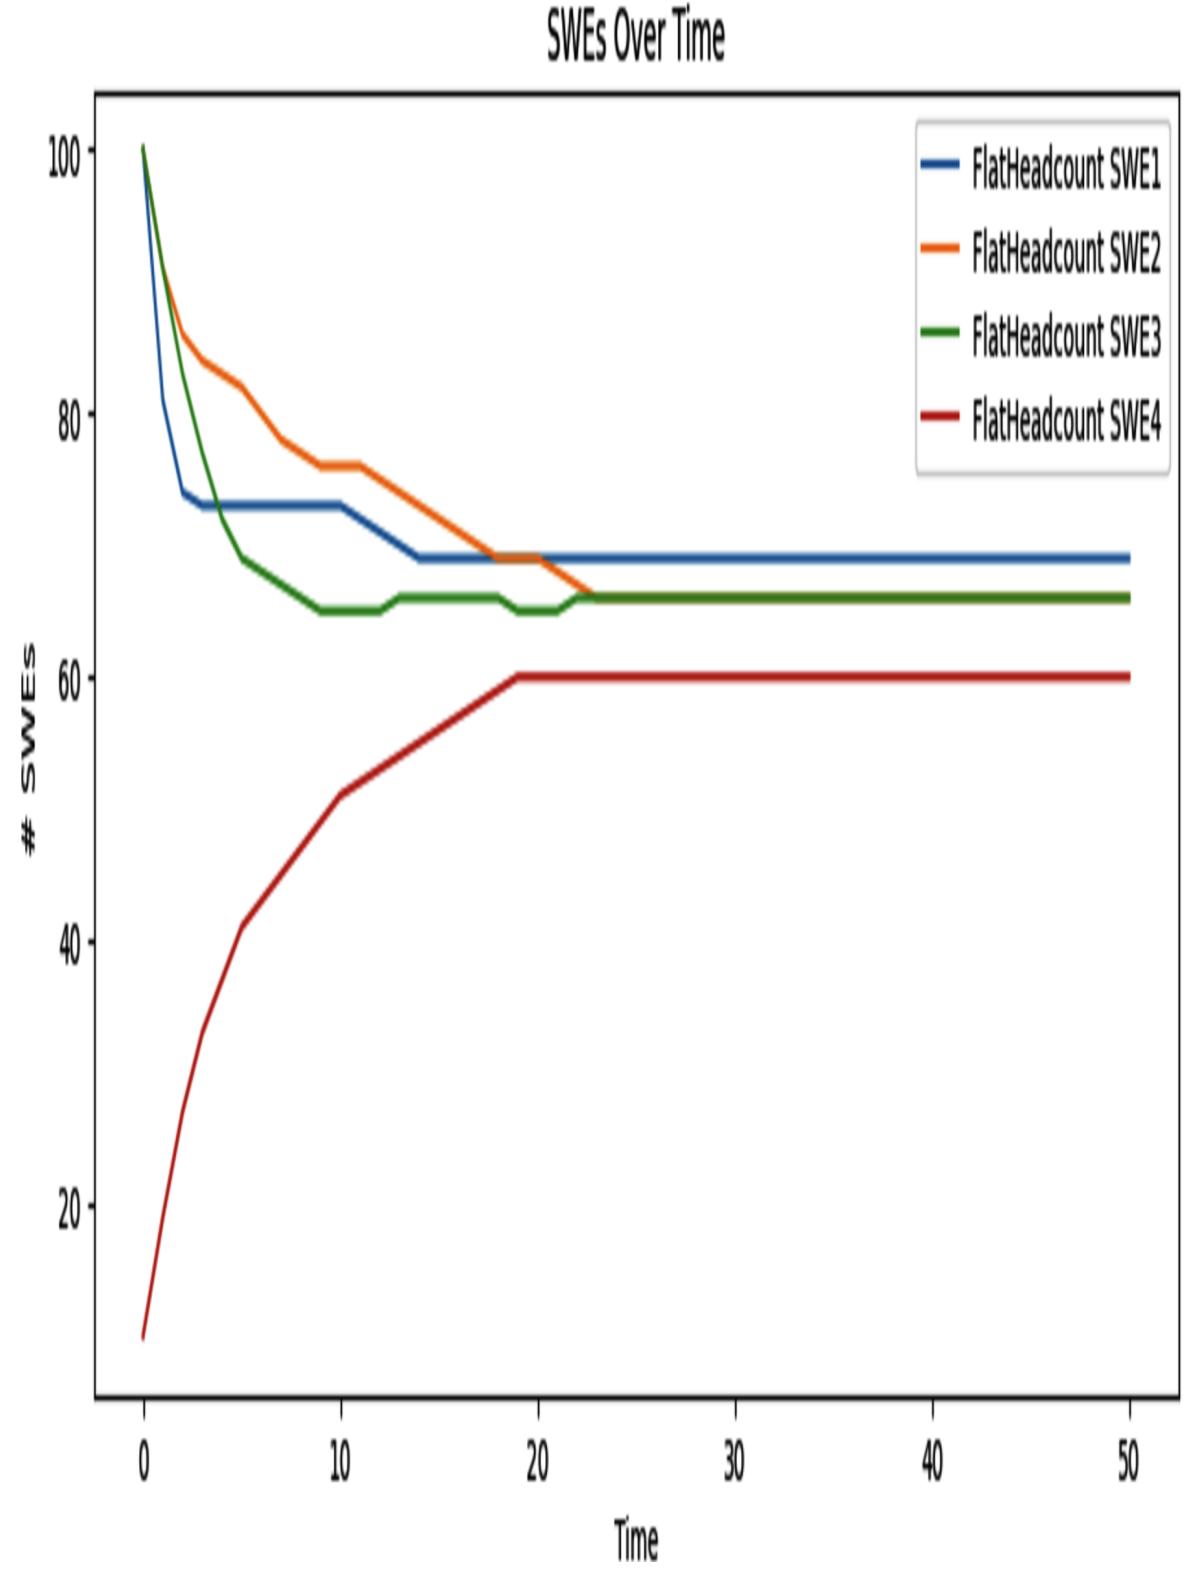 SWEs Over Time
FlatHeadcount SWE1
FlatHeadcount SWE2
FlatHeadcount SWE3
FlatHeadcount SWE4
100
80
60
40
20
# SWEs
0 10 20 30 40 50
Time